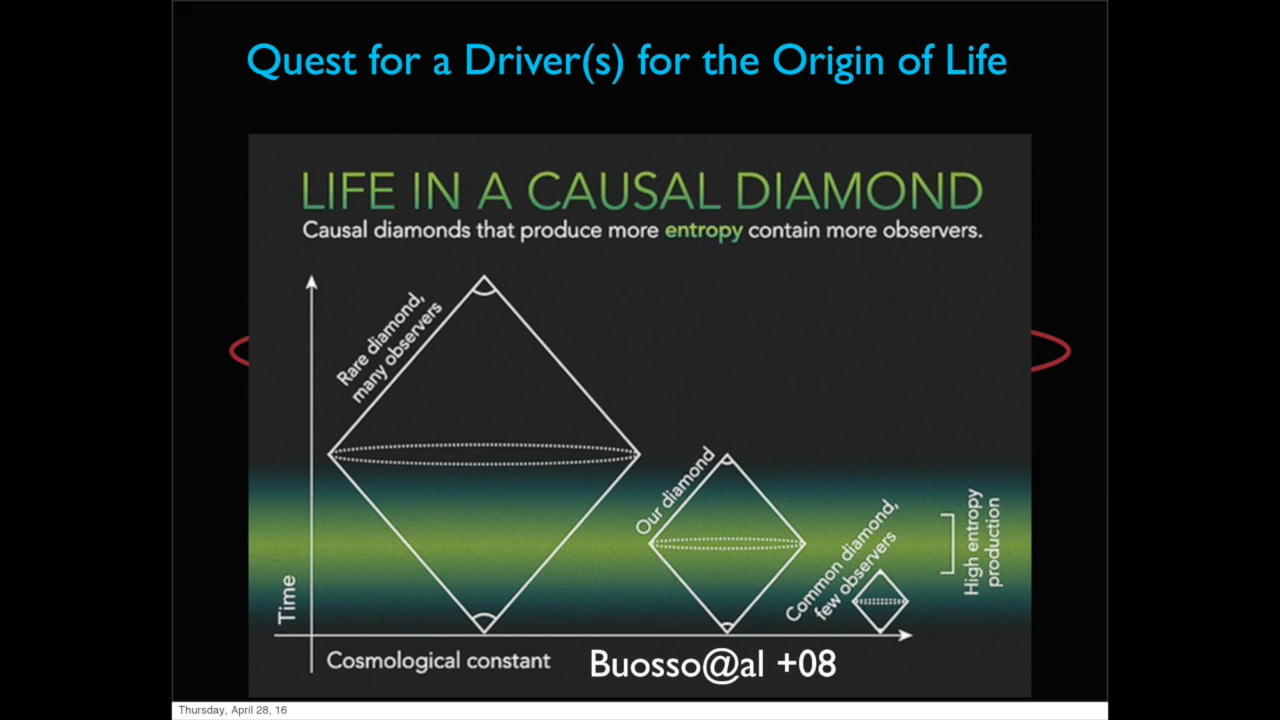 Quest for a Driver(s) for the Origin of Life
LIFE IN A CAUSAL DIAMOND
Causal diamonds that produce more entropy contain more observers.
Rare diamond,
many observers
Our diamond
Common diamond,
few observers
High entropy
production
Time
Cosmological constant
Buosso@al +08
Thursday, April 28, 16